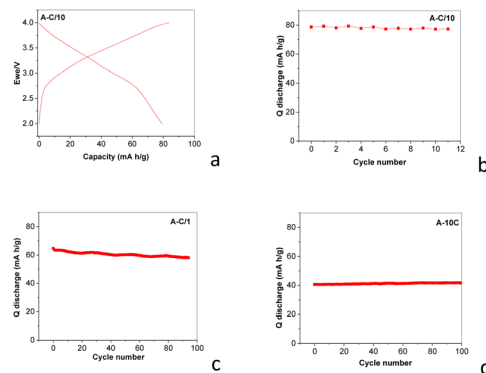 A-C/10
4.0
3.5
3.0
2.5
2.0
Ewe/V
0 20 40 60 80 100
Capacity (mA h/g)
a
A-C/10
80
60
40
20
0
Q discharge (mA h/g)
0 2 4 6 8 10 12
Cycle number
b
A-C/1
80
60
40
20
0
Q discharge (mA h/g)
0 20 40 60 80 100
Cycle number
c
A-10C
80
60
40
20
0
Q discharge (mA h/g)
0 20 40 60 80 100
Cycle number